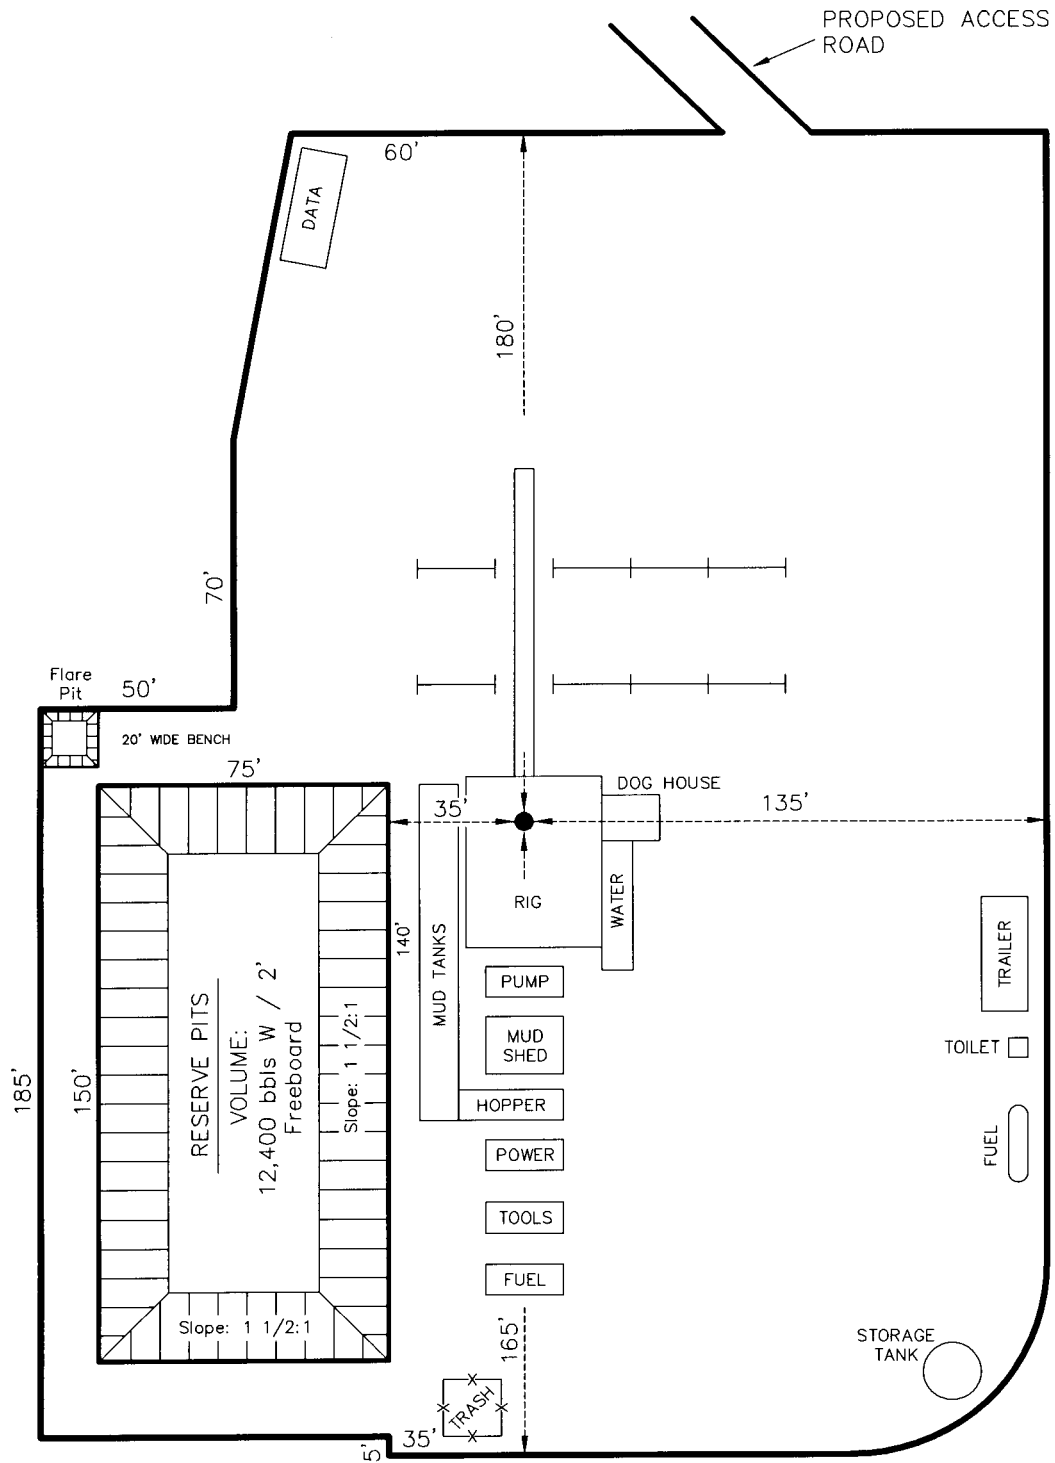 PROPOSED ACCESS
ROAD
60'
DATA
180'
70'
Flare
Pit
50'
20' WIDE BENCH
75'
DOG HOUSE
35'
135'
RIG
WATER
140'
MUD TANKS
TRAILER
PUMP
MUD
SHED
TOILET
HOPPER
FUEL
POWER
TOOLS
FUEL
185'
150'
RESERVE PITS
VOLUME:
12,400 bbls W / 2'
Freeboard
Slope: 1 1/2:1
Slope: 1 1/2:1
165'
STORAGE
TANK
TRASH
35'
5'